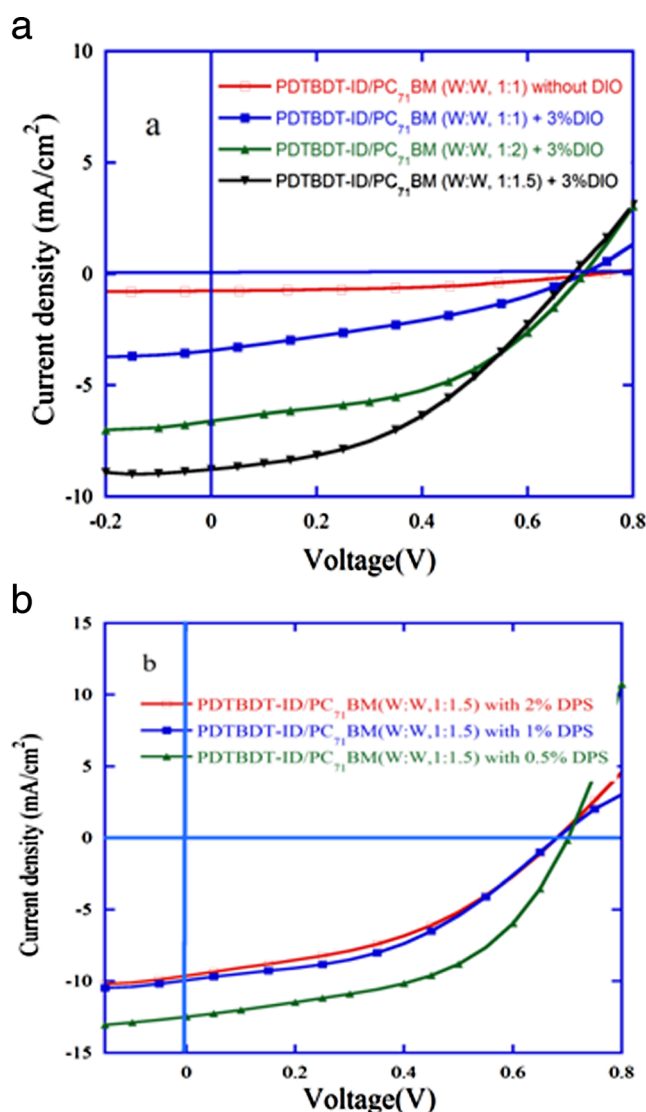 a
10
a
PDTBDT-ID/PC71BM (W:W, 1:1) without DIO
PDTBDT-ID/PC71BM (W:W, 1:1) + 3%DIO
PDTBDT-ID/PC71BM (W:W, 1:2) + 3%DIO
PDTBDT-ID/PC71BM (W:W, 1:1.5) + 3%DIO
5
0
-5
-10
Current density (mA/cm2)
-0.2 0 0.2 0.4 0.6 0.8
Voltage(V)
b
15
b
10
PDTBDT-ID/PC71BM(W:W,1:1.5) with 2% DPS
PDTBDT-ID/PC71BM(W:W,1:1.5) with 1% DPS
PDTBDT-ID/PC71BM(W:W,1:1.5) with 0.5% DPS
5
0
-5
-10
-15
Current density (mA/cm2)
0 0.2 0.4 0.6 0.8
Voltage(V)